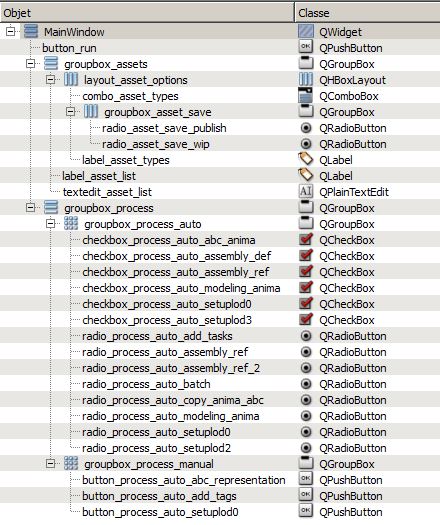 Objet Classe
MainWindow QWidget
button_run QPushButton
groupbox_assets QGroupBox
layout_asset_options QHBoxLayout
combo_asset_types QComboBox
groupbox_asset_save QGroupBox
radio_asset_save_publish QRadioButton
radio_asset_save_wip QRadioButton
label_asset_types QLabel
label_asset_list QLabel
textedit_asset_list QPlainTextEdit
groupbox_process QGroupBox
groupbox_process_auto QGroupBox
checkbox_process_auto_abc_anima QCheckBox
checkbox_process_auto_assembly_def QCheckBox
checkbox_process_auto_assembly_ref QCheckBox
checkbox_process_auto_modeling_anima QCheckBox
checkbox_process_auto_setuplod0 QCheckBox
checkbox_process_auto_setuplod3 QCheckBox
radio_process_auto_add_tasks QRadioButton
radio_process_auto_assembly_ref QRadioButton
radio_process_auto_assembly_ref_2 QRadioButton
radio_process_auto_batch QRadioButton
radio_process_auto_copy_anima_abc QRadioButton
radio_process_auto_modeling_anima QRadioButton
radio_process_auto_setuplod0 QRadioButton
radio_process_auto_setuplod2 QRadioButton
groupbox_process_manual QGroupBox
button_process_auto_abc_representation QPushButton
button_process_auto_add_tags QPushButton
button_process_auto_setuplod0 QPushButton